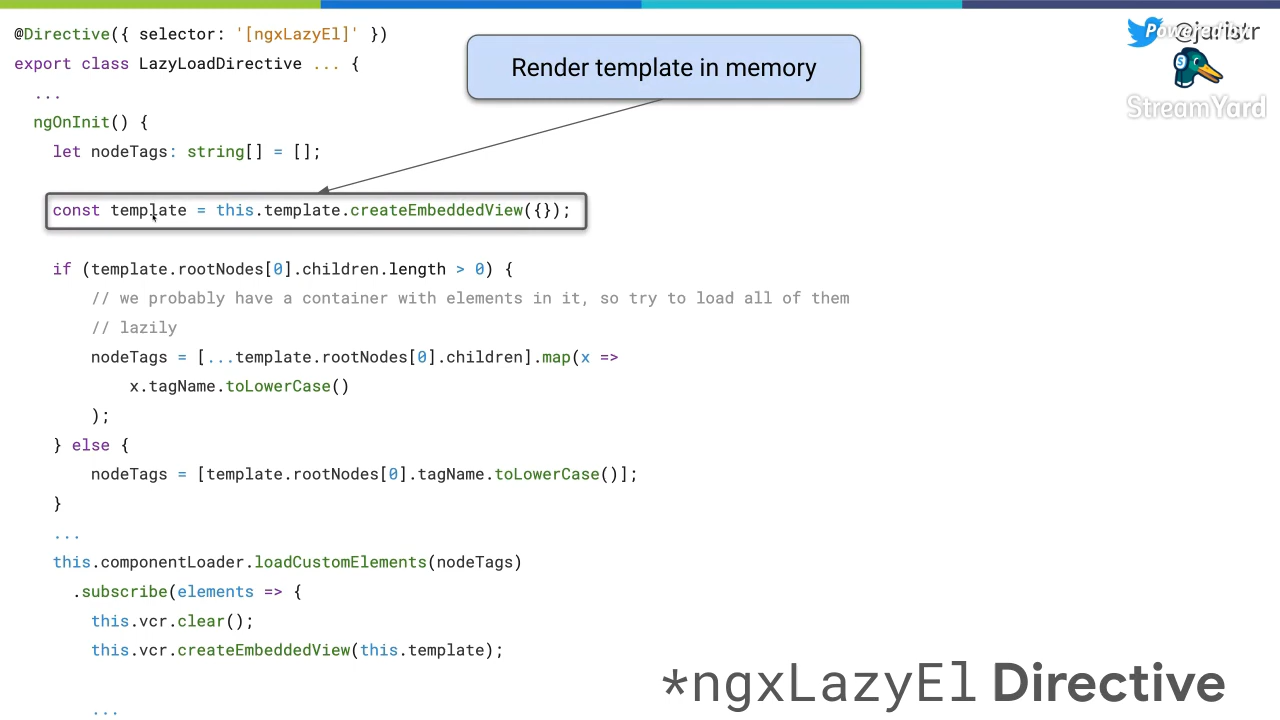 @Directive({ selector: '[ngxLazyEl]' })
export class LazyLoadDirective ... {
...
ngOnInit() {
let nodeTags: string[] = [];
const template = this.template.createEmbeddedView({});
if (template.rootNodes[0].children.length > 0) {
// we probably have a container with elements in it, so try to load all of them
// lazily
nodeTags = [...template.rootNodes[0].children].map(x =>
x.tagName.toLowerCase()
);
} else {
nodeTags = [template.rootNodes[0].tagName.toLowerCase()];
}
...
this.componentLoader.loadCustomElements(nodeTags)
.subscribe(elements => {
this.vcr.clear();
this.vcr.createEmbeddedView(this.template);
...
Render template in memory
Powered by
StreamYard
*ngxLazyEl Directive